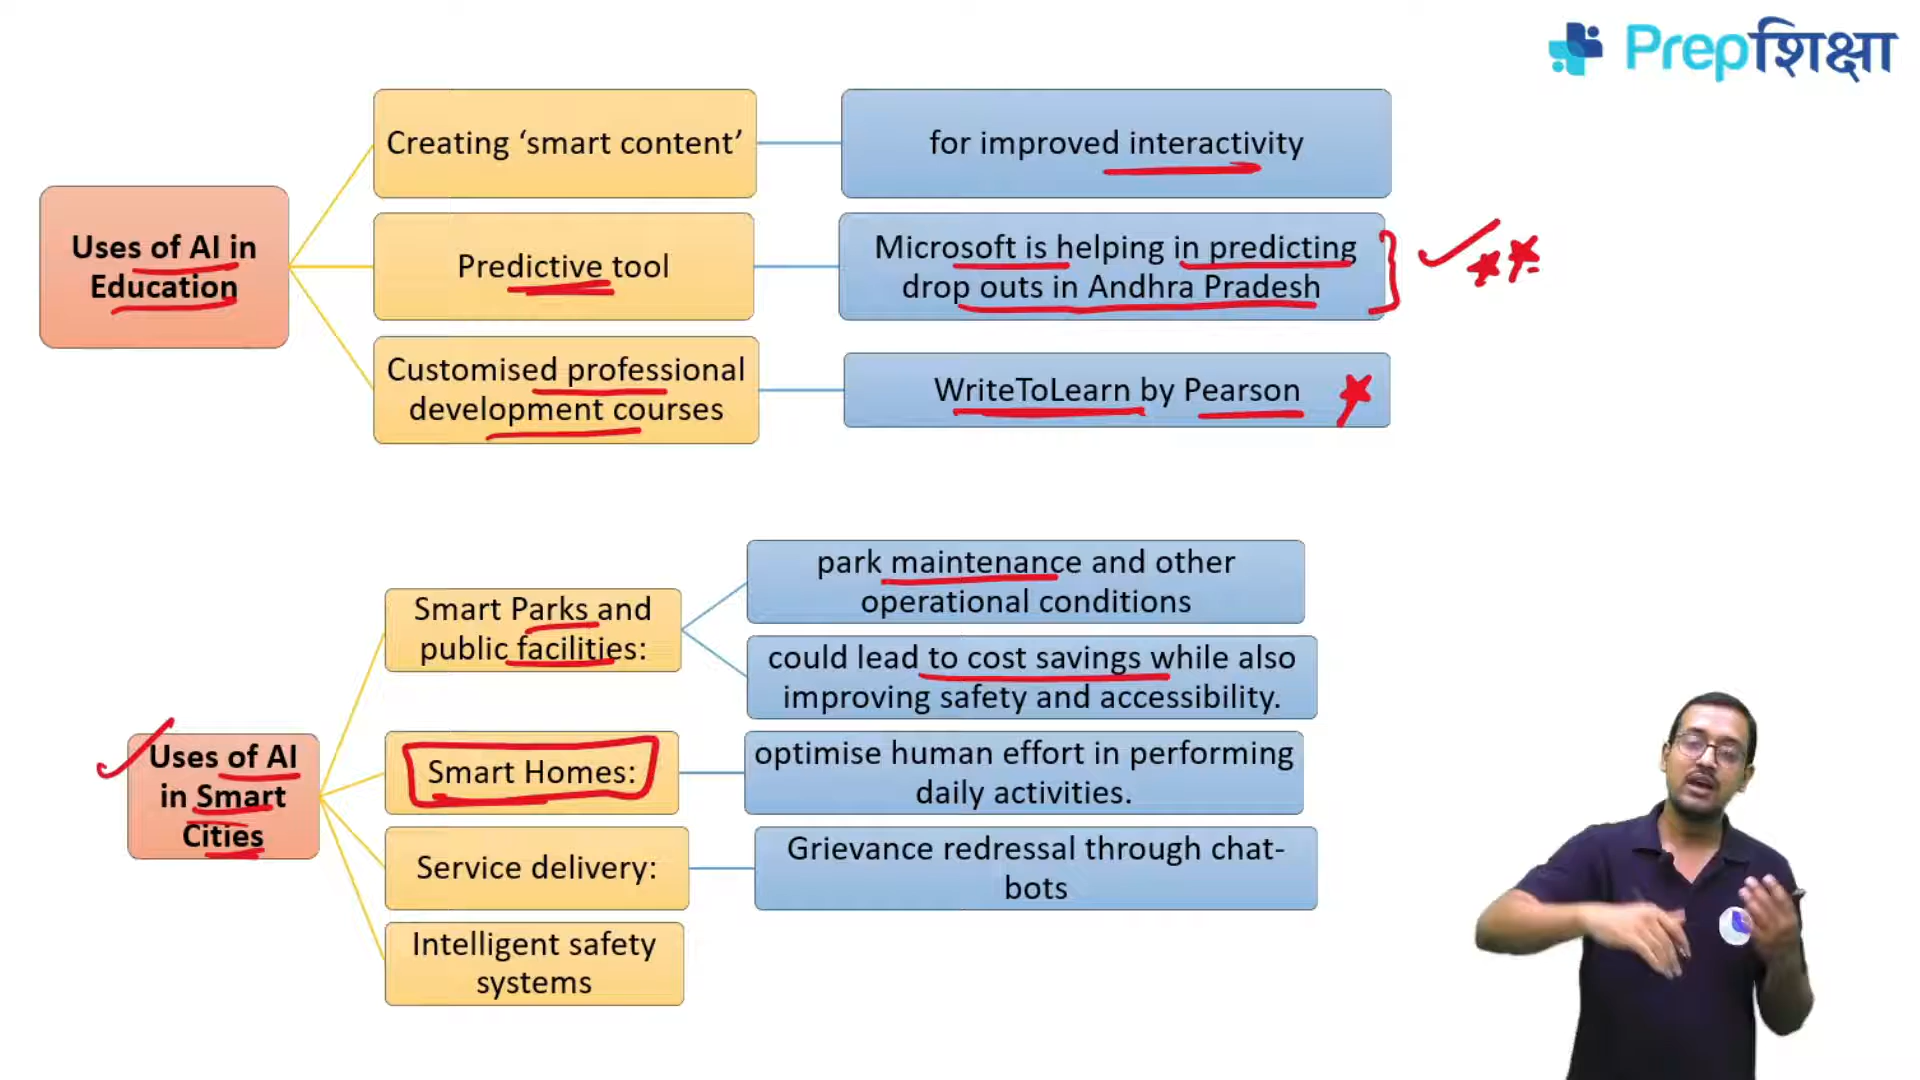 Prepशिक्षा
Creating ‘smart content’
for improved interactivity
Uses of AI in
Education
Predictive tool
Microsoft is helping in predicting
drop outs in Andhra Pradesh
Customised professional
development courses
WriteToLearn by Pearson
Uses of AI
in Smart
Cities
Smart Parks and
public facilities:
park maintenance and other
operational conditions
could lead to cost savings while also
improving safety and accessibility.
Smart Homes:
optimise human effort in performing
daily activities.
Service delivery:
Grievance redressal through chat-
bots
Intelligent safety
systems